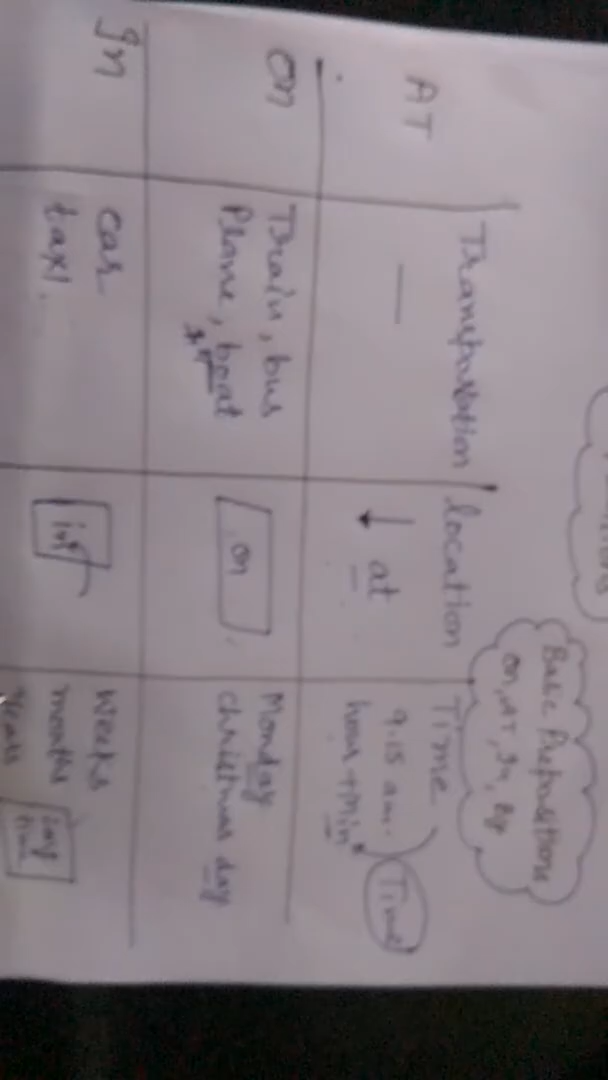 Basic Prepositions
on, AT, In, By
Transportation
location
Time
AT
—
at
9.15 am.
hour + Min
Time
on
Train, bus
Plane, boat
on
Monday
christmas day
In
car
taxi.
in
weeks
months
years
long
time